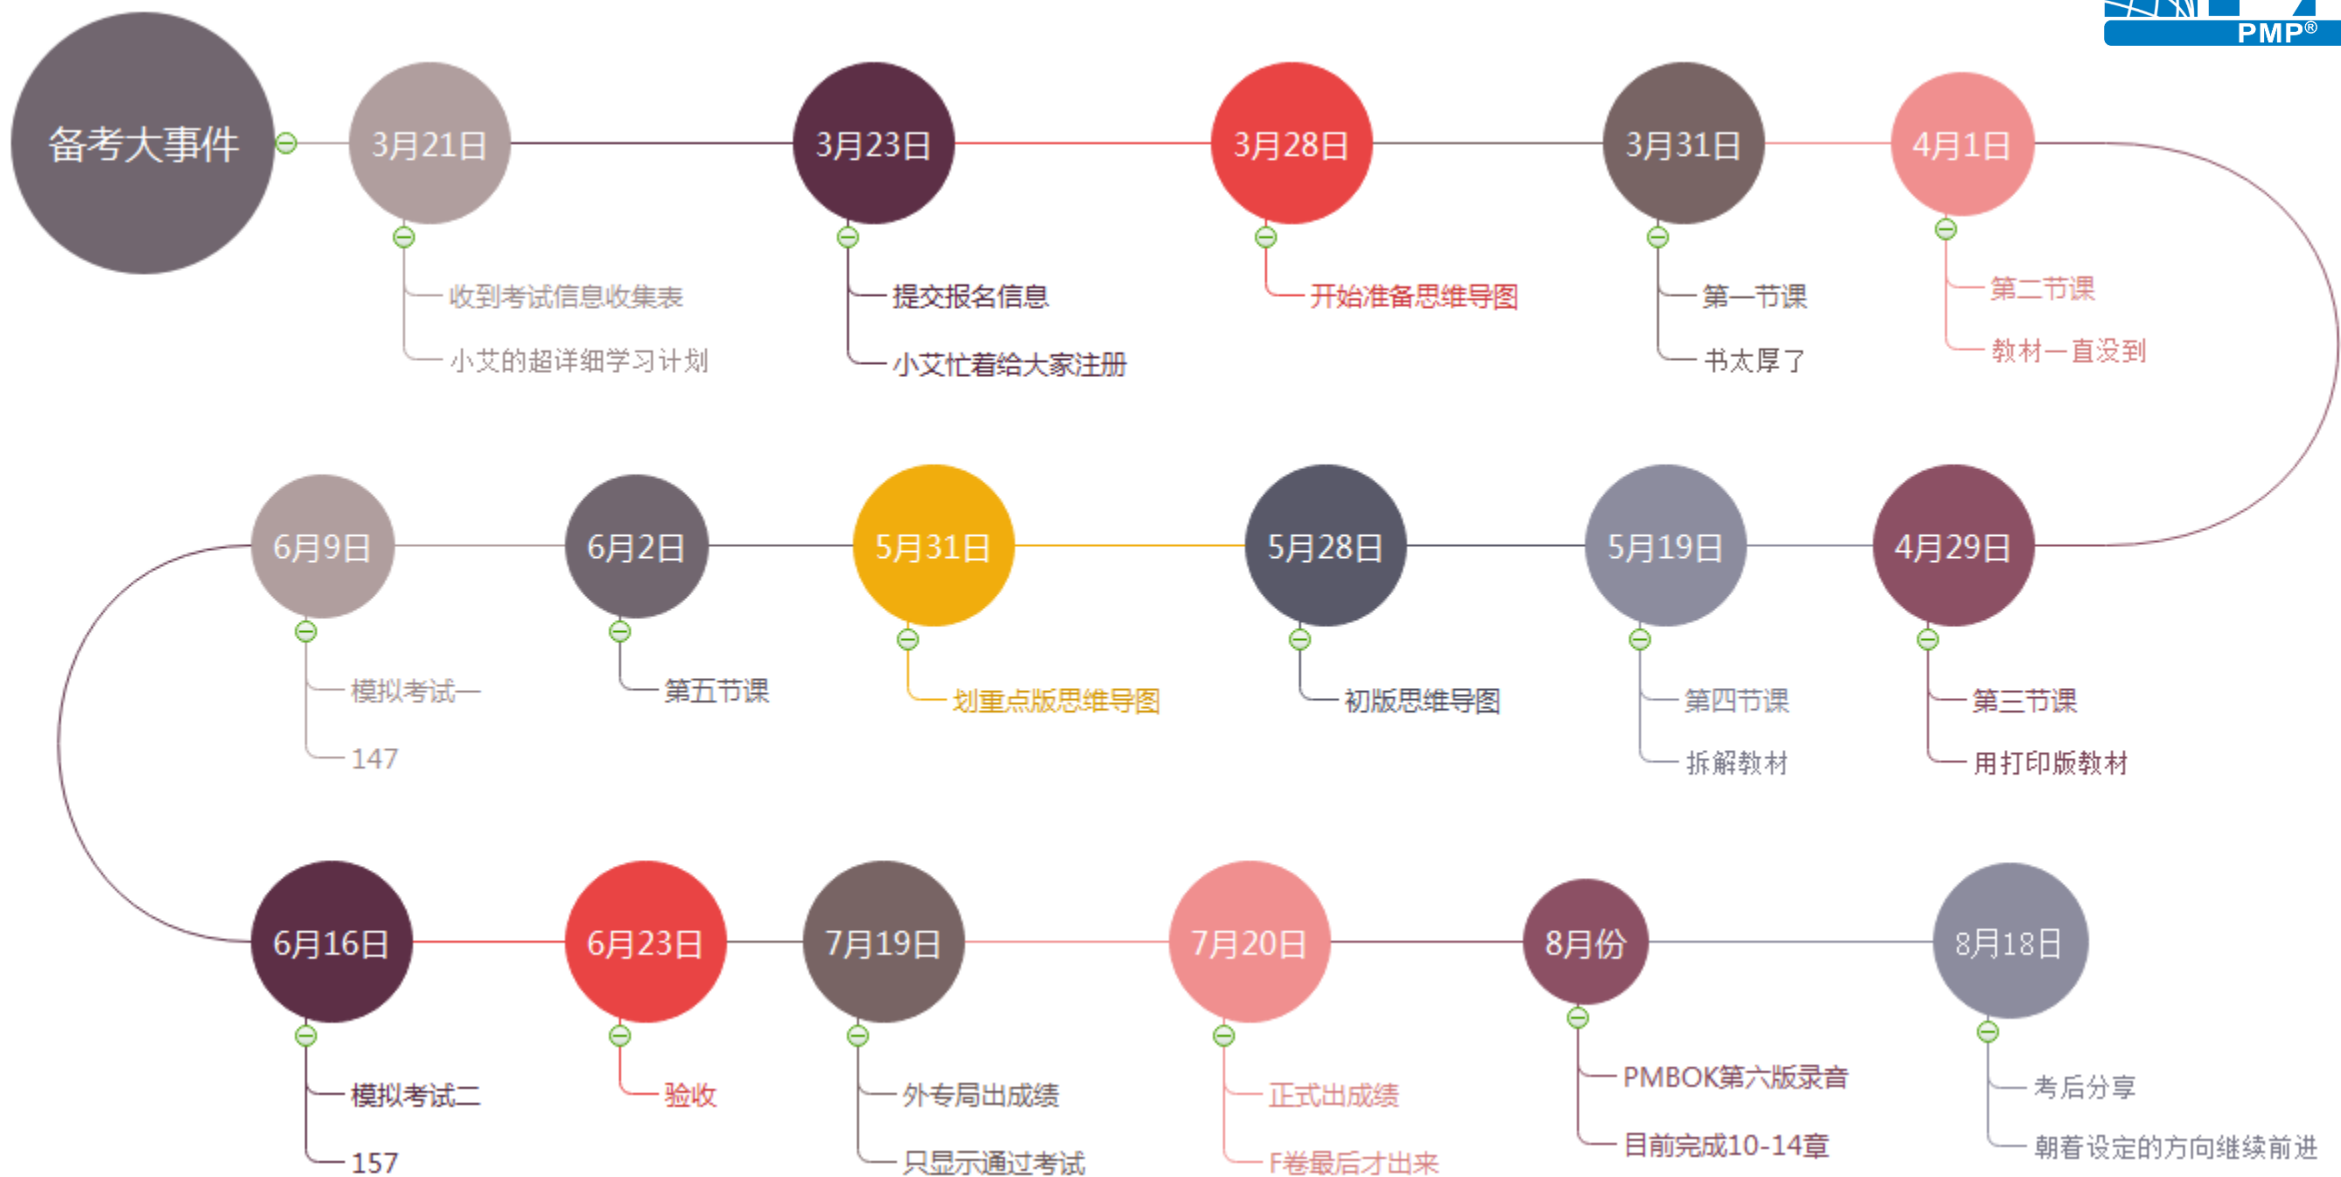 PMP®
备考大事件
3月21日
收到考试信息收集表
小艾的超详细学习计划
3月23日
提交报名信息
小艾忙着给大家注册
3月28日
开始准备思维导图
3月31日
第一节课
书太厚了
4月1日
第二节课
教材一直没到
4月29日
第三节课
用打印版教材
5月19日
第四节课
拆解教材
5月28日
初版思维导图
5月31日
划重点版思维导图
6月2日
第五节课
6月9日
模拟考试一
147
6月16日
模拟考试二
157
6月23日
验收
7月19日
外专局出成绩
只显示通过考试
7月20日
正式出成绩
F卷最后才出来
8月份
PMBOK第六版录音
目前完成10-14章
8月18日
考后分享
朝着设定的方向继续前进